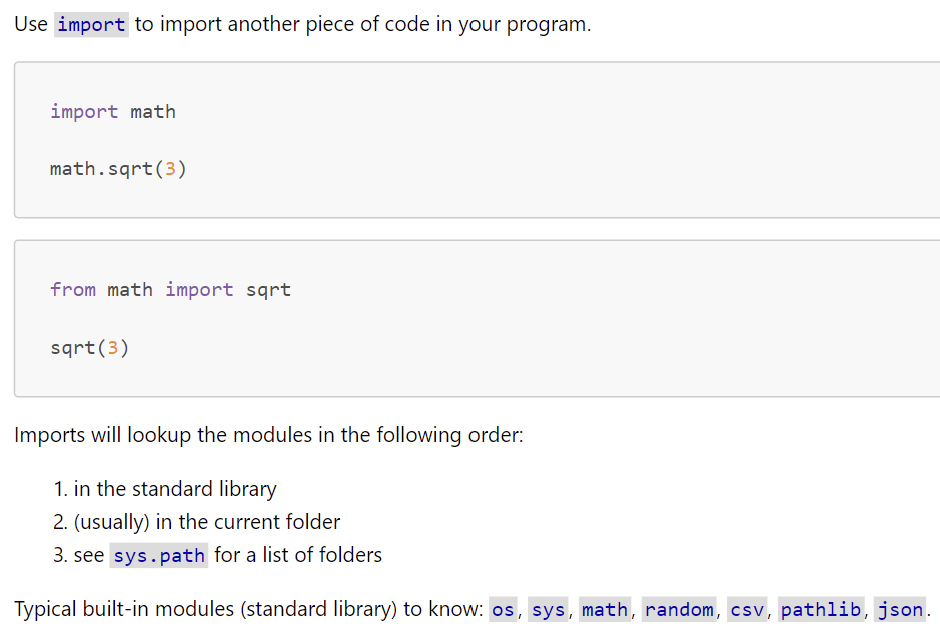 Use import to import another piece of code in your program.
import math
math.sqrt(3)
from math import sqrt
sqrt(3)
Imports will lookup the modules in the following order:
1. in the standard library
2. (usually) in the current folder
3. see sys.path for a list of folders
Typical built-in modules (standard library) to know: os, sys, math, random, csv, pathlib, json.